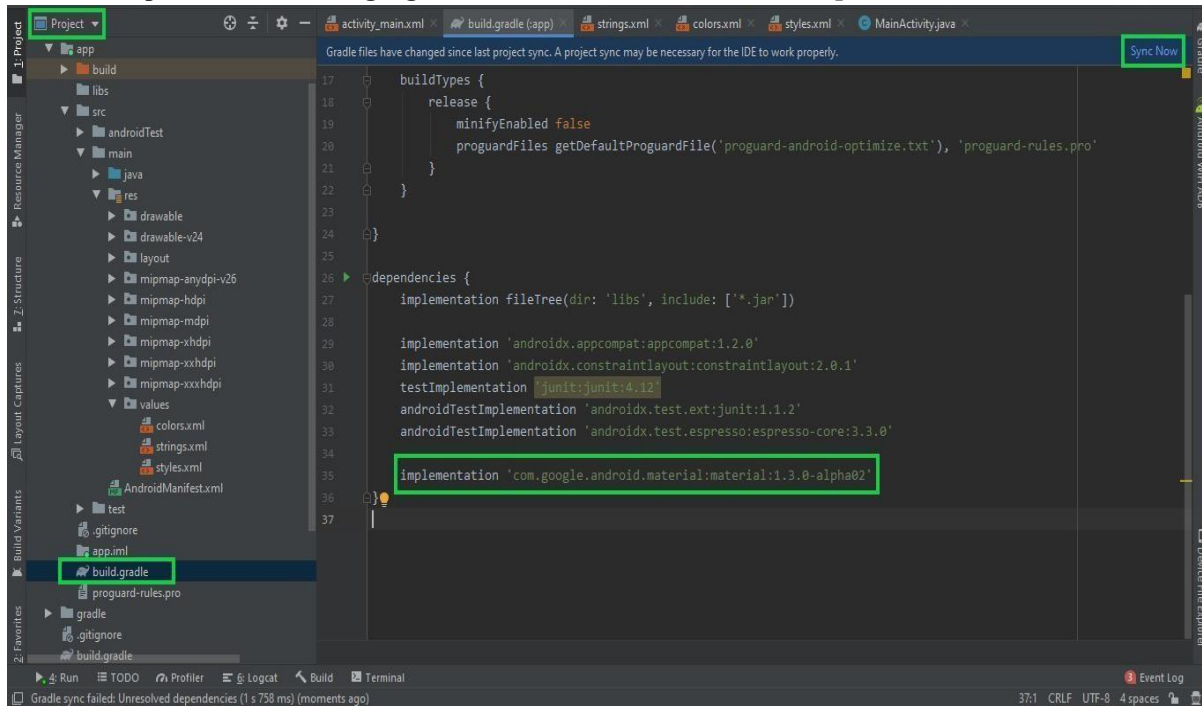 Project
activity_main.xml
build.gradle (:app)
strings.xml
colors.xml
styles.xml
MainActivity.java
Gradle files have changed since last project sync. A project sync may be necessary for the IDE to work properly.
Sync Now
1: Project
Resource Manager
Z: Structure
Layout Captures
Build Variants
2: Favorites
app
build
libs
src
androidTest
main
java
res
drawable
drawable-v24
layout
mipmap-anydpi-v26
mipmap-hdpi
mipmap-mdpi
mipmap-xhdpi
mipmap-xxhdpi
mipmap-xxxhdpi
values
colors.xml
strings.xml
styles.xml
AndroidManifest.xml
test
.gitignore
app.iml
build.gradle
proguard-rules.pro
gradle
.gitignore
build.gradle
17 buildTypes {
18 release {
19 minifyEnabled false
20 proguardFiles getDefaultProguardFile('proguard-android-optimize.txt'), 'proguard-rules.pro'
21 }
22 }
23
24 }
25
26 dependencies {
27 implementation fileTree(dir: 'libs', include: ['*.jar'])
28
29 implementation 'androidx.appcompat:appcompat:1.2.0'
30 implementation 'androidx.constraintlayout:constraintlayout:2.0.1'
31 testImplementation 'junit:junit:4.12'
32 androidTestImplementation 'androidx.test.ext:junit:1.1.2'
33 androidTestImplementation 'androidx.test.espresso:espresso-core:3.3.0'
34
35 implementation 'com.google.android.material:material:1.3.0-alpha02'
36 }
37
Gradle
Device File Explorer
4: Run
TODO
Profiler
6: Logcat
Build
Terminal
3 Event Log
Gradle sync failed: Unresolved dependencies (1 s 758 ms) (moments ago)
37:1 CRLF UTF-8 4 spaces